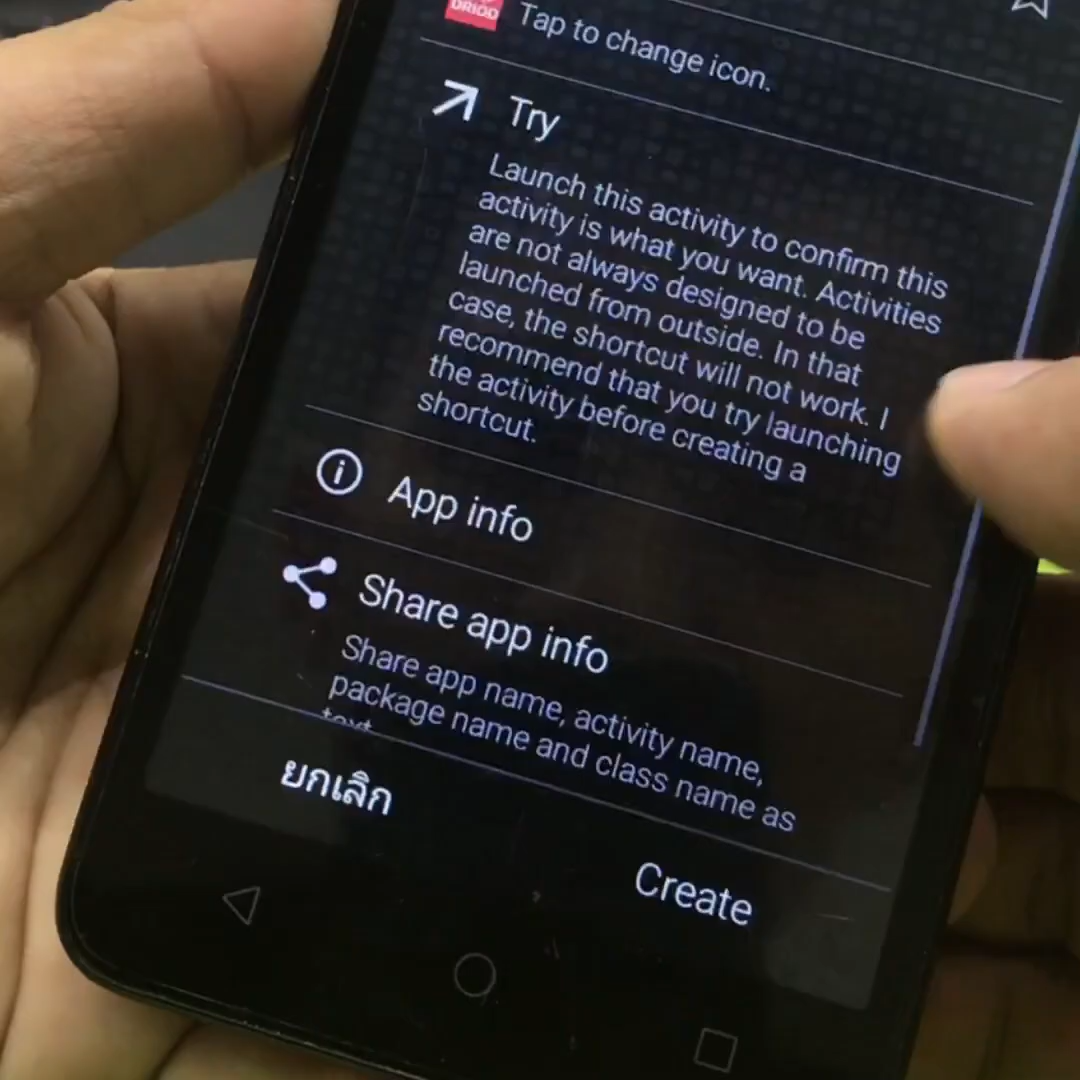 DRIOD
Tap to change icon.
Try
Launch this activity to confirm this
activity is what you want. Activities
are not always designed to be
launched from outside. In that
case, the shortcut will not work. I
recommend that you try launching
the activity before creating a
shortcut.
App info
Share app info
Share app name, activity name,
package name and class name as
text
ยกเลิก
Create